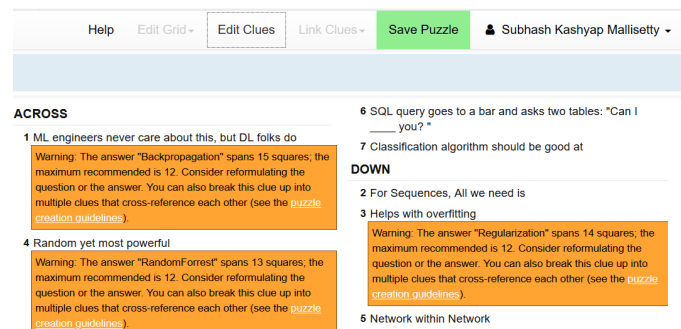 Help Edit Grid Edit Clues Link Clues Save Puzzle Subhash Kashyap Mallisetty
ACROSS
1 ML engineers never care about this, but DL folks do
Warning: The answer "Backpropagation" spans 15 squares; the
maximum recommended is 12. Consider reformulating the
question or the answer. You can also break this clue up into
multiple clues that cross-reference each other (see the puzzle
creation guidelines).
4 Random yet most powerful
Warning: The answer "RandomForrest" spans 13 squares; the
maximum recommended is 12. Consider reformulating the
question or the answer. You can also break this clue up into
multiple clues that cross-reference each other (see the puzzle
creation guidelines).
6 SQL query goes to a bar and asks two tables: "Can I
____ you? "
7 Classification algorithm should be good at
DOWN
2 For Sequences, All we need is
3 Helps with overfitting
Warning: The answer "Regularization" spans 14 squares; the
maximum recommended is 12. Consider reformulating the
question or the answer. You can also break this clue up into
multiple clues that cross-reference each other (see the puzzle
creation guidelines).
5 Network within Network